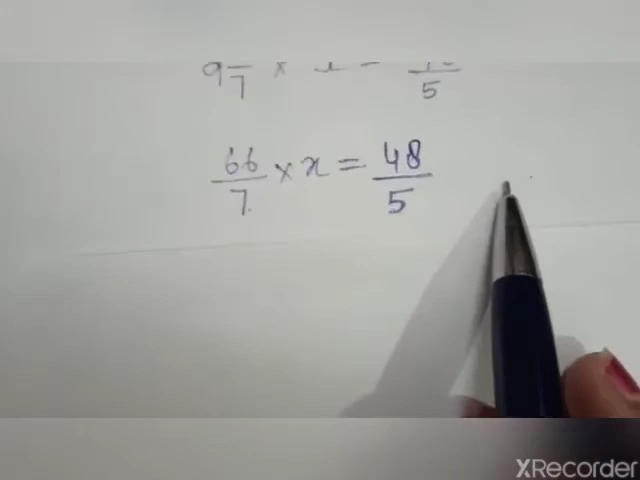 66/7 × x = 48/5
XRecorder